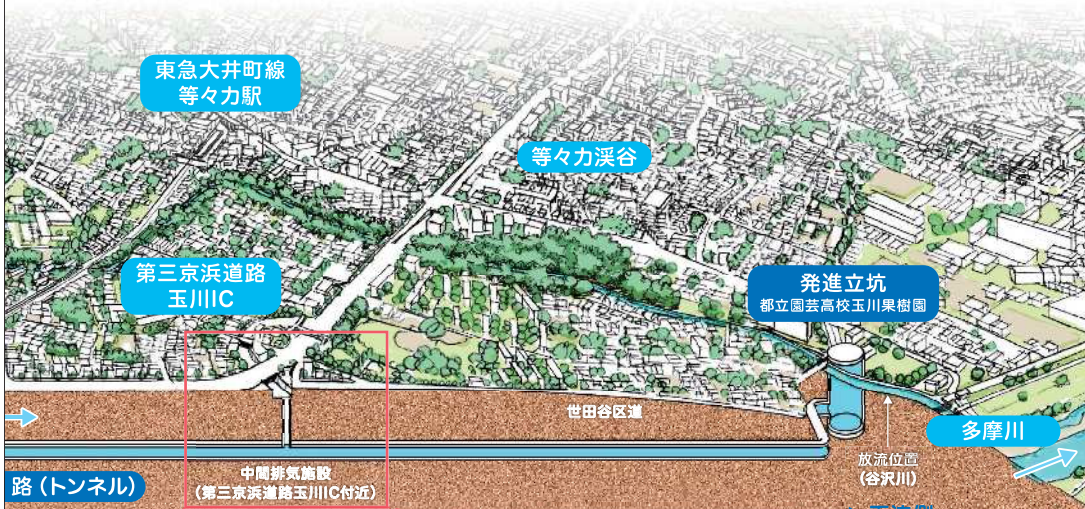 東急大井町線
等々力駅
等々力渓谷
第三京浜道路
玉川IC
発進立坑
都立園芸高校玉川果樹園
世田谷区道
多摩川
放流位置
(谷沢川)
中間排気施設
(第三京浜道路玉川IC付近)
路(トンネル)